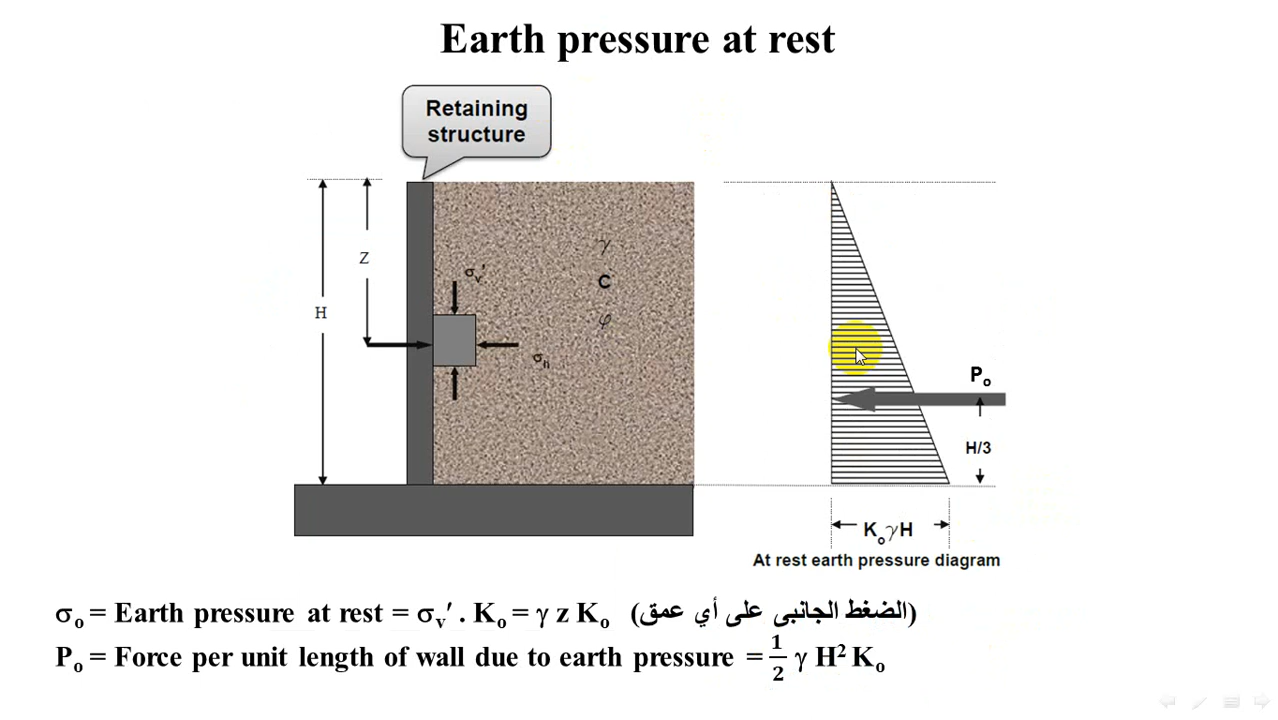 Earth pressure at rest
Retaining
structure
Z
H
σv′
γ
C
φ
σh
Po
H/3
KoγH
At rest earth pressure diagram
σo = Earth pressure at rest = σv′ . Ko = γ z Ko (الضغط الجانبى على أي عمق)
Po = Force per unit length of wall due to earth pressure = 1/2 γ H² Ko